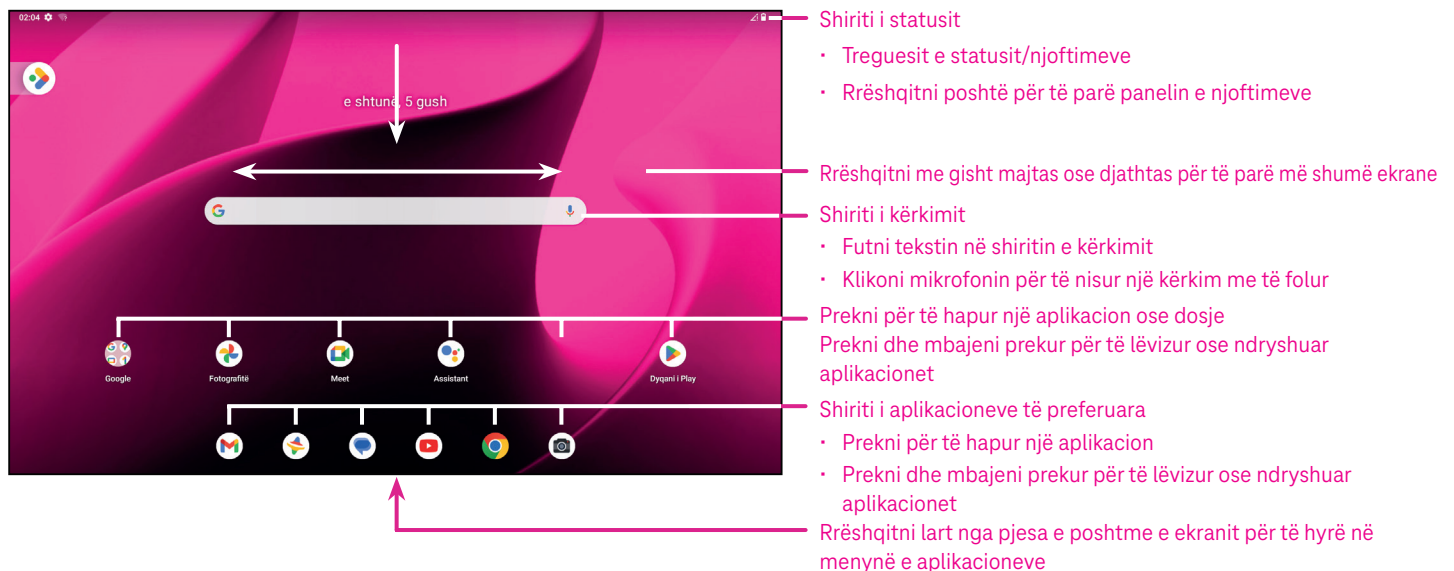 02:04
e shtunë, 5 gush
Google
Fotografitë
Meet
Assistant
Dyqani i Play
Shiriti i statusit
· Treguesit e statusit/njoftimeve
· Rrëshqitni poshtë për të parë panelin e njoftimeve
Rrëshqitni me gisht majtas ose djathtas për të parë më shumë ekrane
Shiriti i kërkimit
· Futni tekstin në shiritin e kërkimit
· Klikoni mikrofonin për të nisur një kërkim me të folur
Prekni për të hapur një aplikacion ose dosje
Prekni dhe mbajeni prekur për të lëvizur ose ndryshuar
aplikacionet
Shiriti i aplikacioneve të preferuara
· Prekni për të hapur një aplikacion
· Prekni dhe mbajeni prekur për të lëvizur ose ndryshuar
aplikacionet
Rrëshqitni lart nga pjesa e poshtme e ekranit për të hyrë në
menynë e aplikacioneve